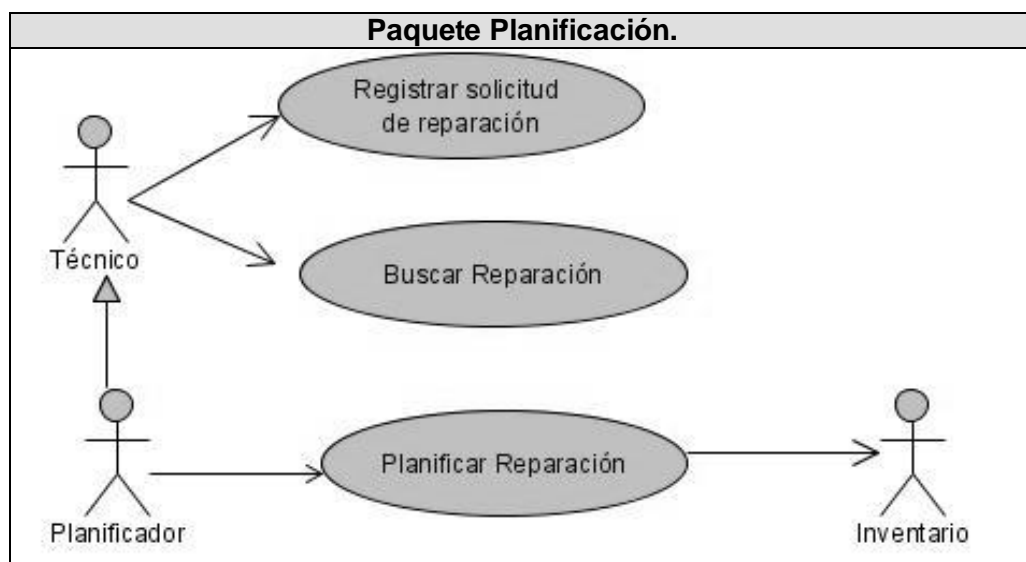 Paquete Planificación.
Registrar solicitud
de reparación
Técnico
Buscar Reparación
Planificar Reparación
Planificador
Inventario